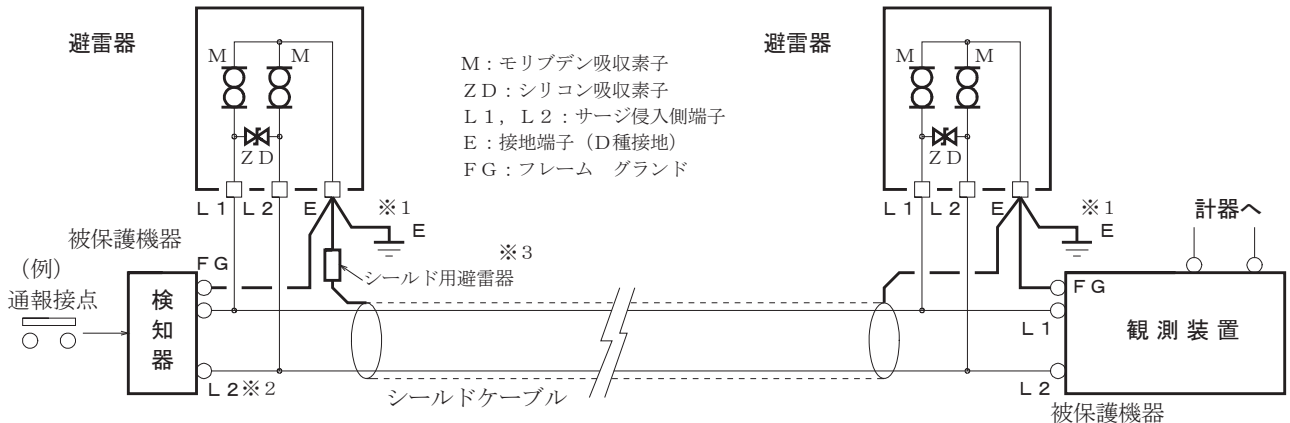 避雷器
M
M
ZD
L1
L2
E
※1
E
M：モリブデン吸収素子
ZD：シリコン吸収素子
L1，L2：サージ侵入側端子
E：接地端子（D種接地）
FG：フレーム　グランド
避雷器
M
M
ZD
L1
L2
E
※1
E
計器へ
被保護機器
（例）
通報接点
FG
検知器
L2※2
※3
シールド用避雷器
シールドケーブル
FG
L1
観測装置
L2
被保護機器